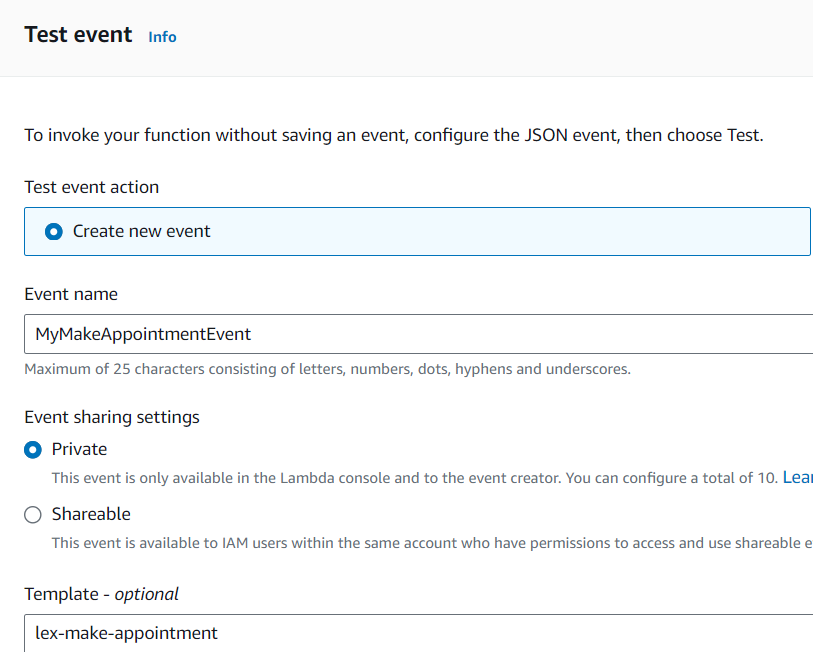 Test event Info
To invoke your function without saving an event, configure the JSON event, then choose Test.
Test event action
Create new event
Event name
MyMakeAppointmentEvent
Maximum of 25 characters consisting of letters, numbers, dots, hyphens and underscores.
Event sharing settings
Private
This event is only available in the Lambda console and to the event creator. You can configure a total of 10. Lear
Shareable
This event is available to IAM users within the same account who have permissions to access and use shareable e
Template - optional
lex-make-appointment